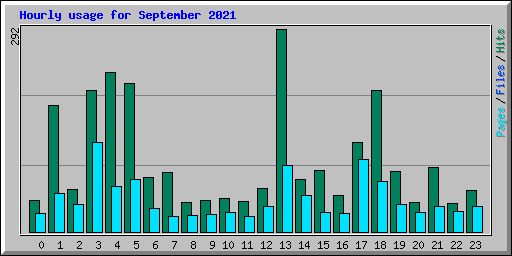 Hourly usage for September 2021
292
Pages/Files/Hits
0 1 2 3 4 5 6 7 8 9 10 11 12 13 14 15 16 17 18 19 20 21 22 23